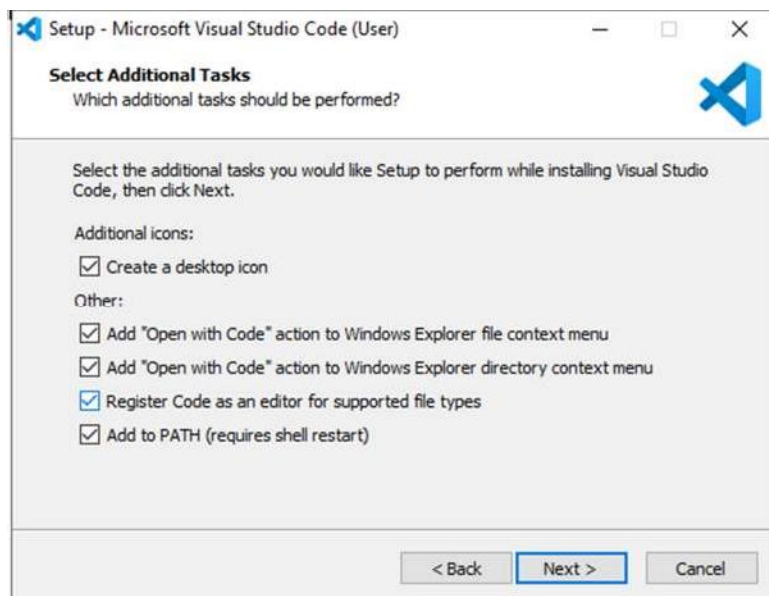 Setup - Microsoft Visual Studio Code (User)
Select Additional Tasks
Which additional tasks should be performed?
Select the additional tasks you would like Setup to perform while installing Visual Studio
Code, then click Next.
Additional icons:
Create a desktop icon
Other:
Add "Open with Code" action to Windows Explorer file context menu
Add "Open with Code" action to Windows Explorer directory context menu
Register Code as an editor for supported file types
Add to PATH (requires shell restart)
< Back Next > Cancel